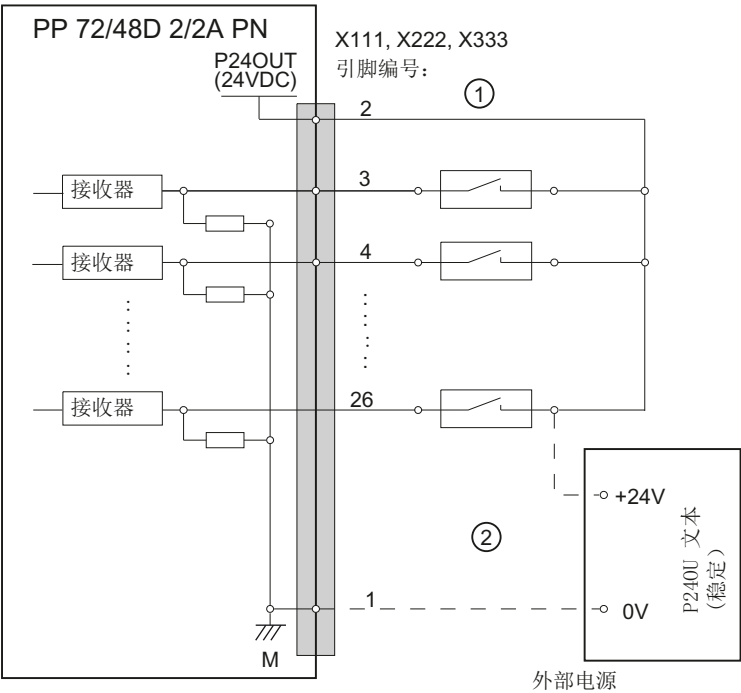 PP 72/48D 2/2A PN
P24OUT
(24VDC)
X111, X222, X333
引脚编号：
1
2
接收器
3
接收器
4
接收器
26
+24V
2
P24OU 文本
(稳定)
1
0V
M
外部电源